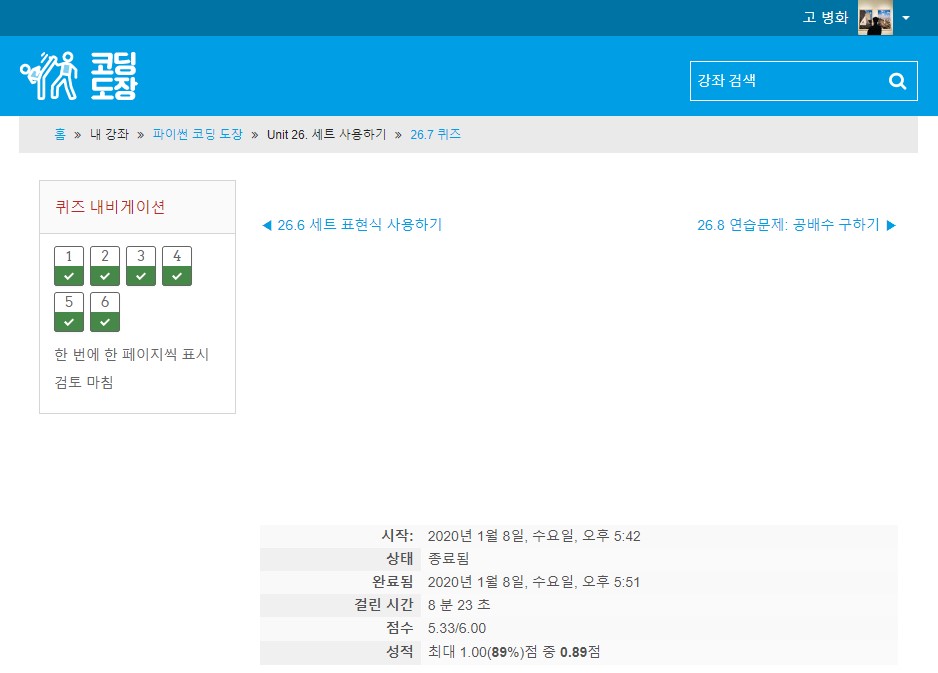 고 병화
코딩
도장
강좌 검색
홈 » 내 강좌 » 파이썬 코딩 도장 » Unit 26. 세트 사용하기 » 26.7 퀴즈
퀴즈 내비게이션
◀ 26.6 세트 표현식 사용하기
26.8 연습문제: 공배수 구하기 ▶
1 2 3 4
5 6
한 번에 한 페이지씩 표시
검토 마침
시작: 2020년 1월 8일, 수요일, 오후 5:42
상태 종료됨
완료됨 2020년 1월 8일, 수요일, 오후 5:51
걸린 시간 8 분 23 초
점수 5.33/6.00
성적 최대 1.00(89%)점 중 0.89점